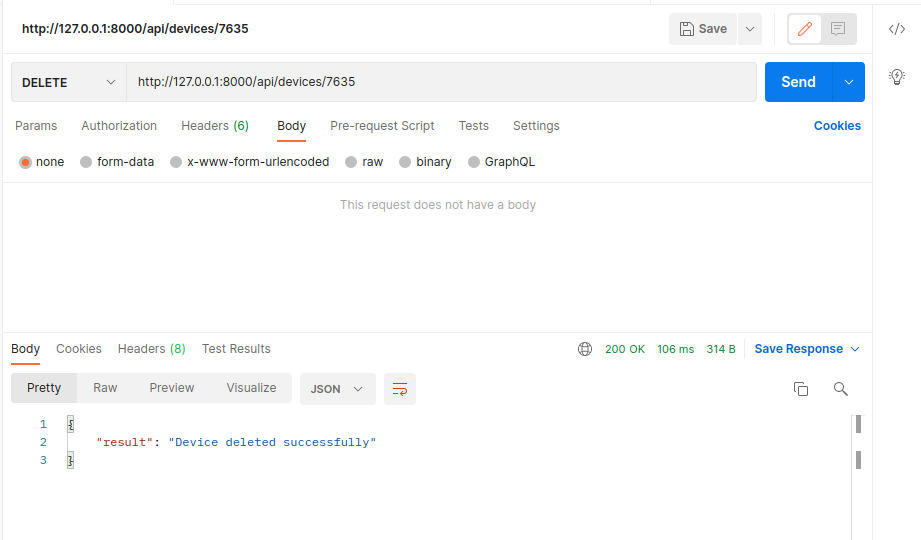 http://127.0.0.1:8000/api/devices/7635 Save
DELETE http://127.0.0.1:8000/api/devices/7635 Send
Params Authorization Headers (6) Body Pre-request Script Tests Settings Cookies
none form-data x-www-form-urlencoded raw binary GraphQL
This request does not have a body
Body Cookies Headers (8) Test Results 200 OK 106 ms 314 B Save Response
Pretty Raw Preview Visualize JSON
1 {
2 "result": "Device deleted successfully"
3 }